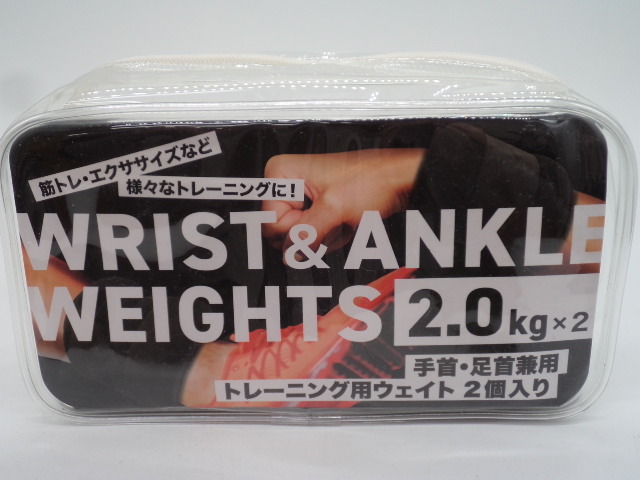 筋トレ・エクササイズなど
様々なトレーニングに!
WRIST & ANKLE
WEIGHTS 2.0kg×2
手首・足首兼用
トレーニング用ウェイト 2個入り